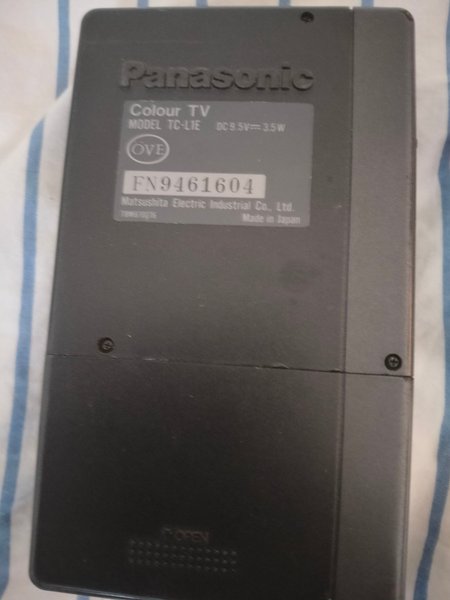 Panasonic
Colour TV
MODEL TC-L1E DC 8.5V⎓3.5W
OVE
FN9461604
Matsushita Electric Industrial Co., Ltd.
Made in Japan
OPEN